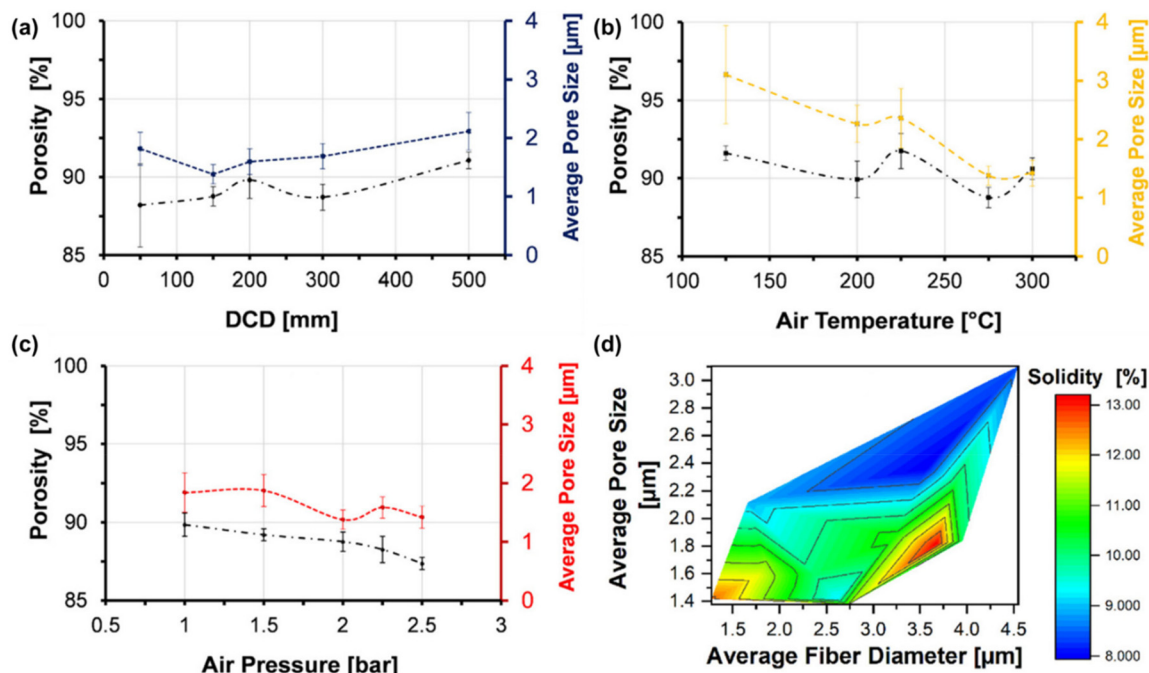 (a)
100
95
90
85
Porosity [%]
4
3
2
1
0
Average Pore Size [µm]
0 100 200 300 400 500
DCD [mm]
(b)
100
95
90
85
Porosity [%]
4
3
2
1
0
Average Pore Size [µm]
100 150 200 250 300
Air Temperature [°C]
(c)
100
95
90
85
Porosity [%]
4
3
2
1
0
Average Pore Size [µm]
0.5 1 1.5 2 2.5 3
Air Pressure [bar]
(d)
3.0
2.8
2.6
2.4
2.2
2.0
1.8
1.6
1.4
Average Pore Size
[µm]
1.5 2.0 2.5 3.0 3.5 4.0 4.5
Average Fiber Diameter [µm]
Solidity [%]
13.00
12.00
11.00
10.00
9.000
8.000